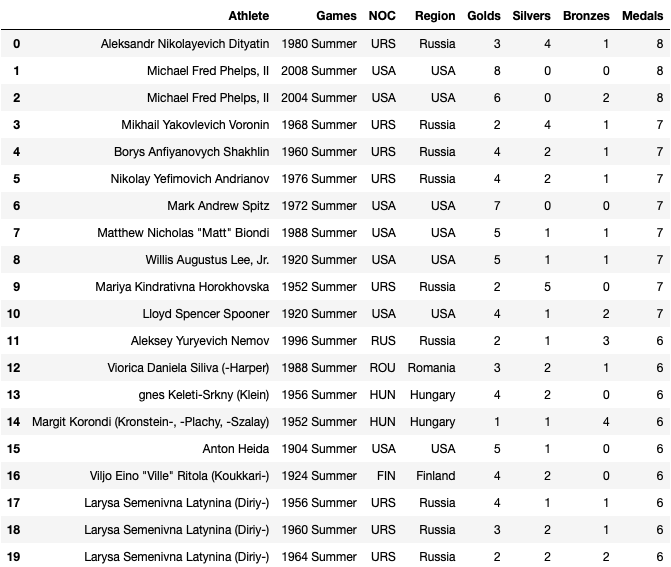 Athlete Games NOC Region Golds Silvers Bronzes Medals
0 Aleksandr Nikolayevich Dityatin 1980 Summer URS Russia 3 4 1 8
1 Michael Fred Phelps, II 2008 Summer USA USA 8 0 0 8
2 Michael Fred Phelps, II 2004 Summer USA USA 6 0 2 8
3 Mikhail Yakovlevich Voronin 1968 Summer URS Russia 2 4 1 7
4 Borys Anfiyanovych Shakhlin 1960 Summer URS Russia 4 2 1 7
5 Nikolay Yefimovich Andrianov 1976 Summer URS Russia 4 2 1 7
6 Mark Andrew Spitz 1972 Summer USA USA 7 0 0 7
7 Matthew Nicholas "Matt" Biondi 1988 Summer USA USA 5 1 1 7
8 Willis Augustus Lee, Jr. 1920 Summer USA USA 5 1 1 7
9 Mariya Kindrativna Horokhovska 1952 Summer URS Russia 2 5 0 7
10 Lloyd Spencer Spooner 1920 Summer USA USA 4 1 2 7
11 Aleksey Yuryevich Nemov 1996 Summer RUS Russia 2 1 3 6
12 Viorica Daniela Siliva (-Harper) 1988 Summer ROU Romania 3 2 1 6
13 gnes Keleti-Srkny (Klein) 1956 Summer HUN Hungary 4 2 0 6
14 Margit Korondi (Kronstein-, -Plachy, -Szalay) 1952 Summer HUN Hungary 1 1 4 6
15 Anton Heida 1904 Summer USA USA 5 1 0 6
16 Viljo Eino "Ville" Ritola (Koukkari-) 1924 Summer FIN Finland 4 2 0 6
17 Larysa Semenivna Latynina (Diriy-) 1956 Summer URS Russia 4 1 1 6
18 Larysa Semenivna Latynina (Diriy-) 1960 Summer URS Russia 3 2 1 6
19 Larysa Semenivna Latynina (Diriy-) 1964 Summer URS Russia 2 2 2 6